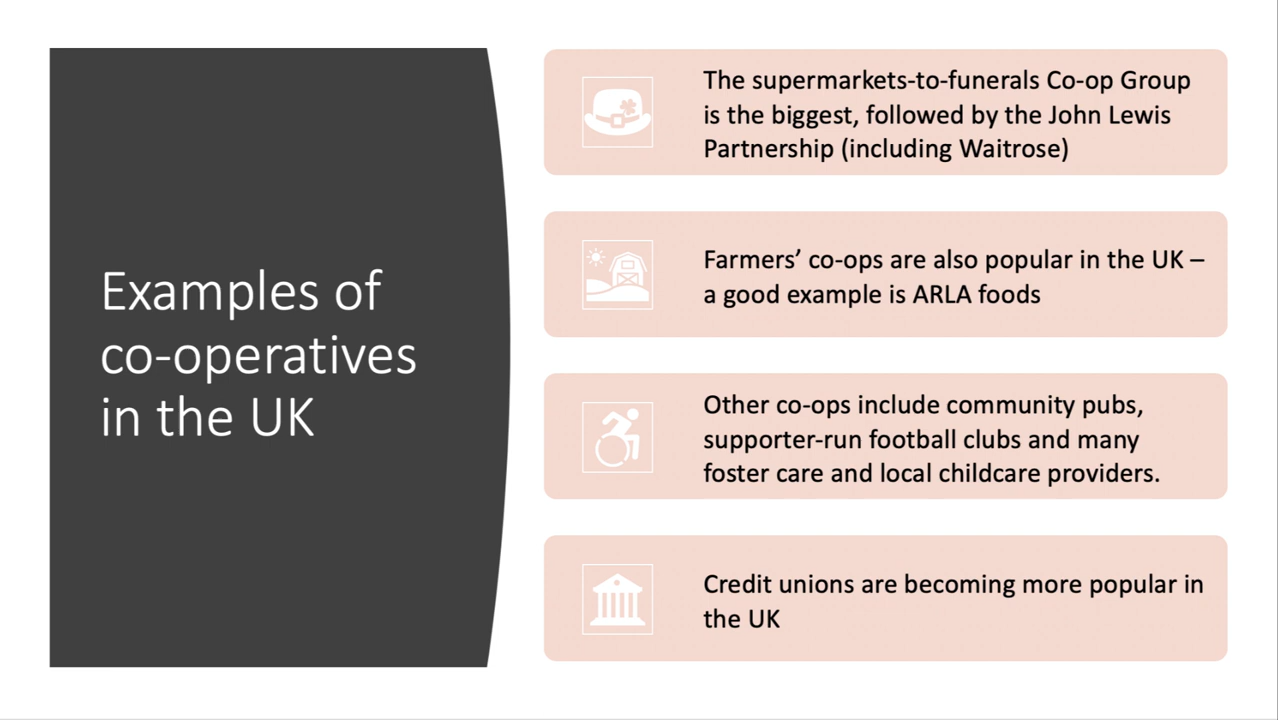 Examples of
co-operatives
in the UK
The supermarkets-to-funerals Co-op Group
is the biggest, followed by the John Lewis
Partnership (including Waitrose)
Farmers’ co-ops are also popular in the UK –
a good example is ARLA foods
Other co-ops include community pubs,
supporter-run football clubs and many
foster care and local childcare providers.
Credit unions are becoming more popular in
the UK